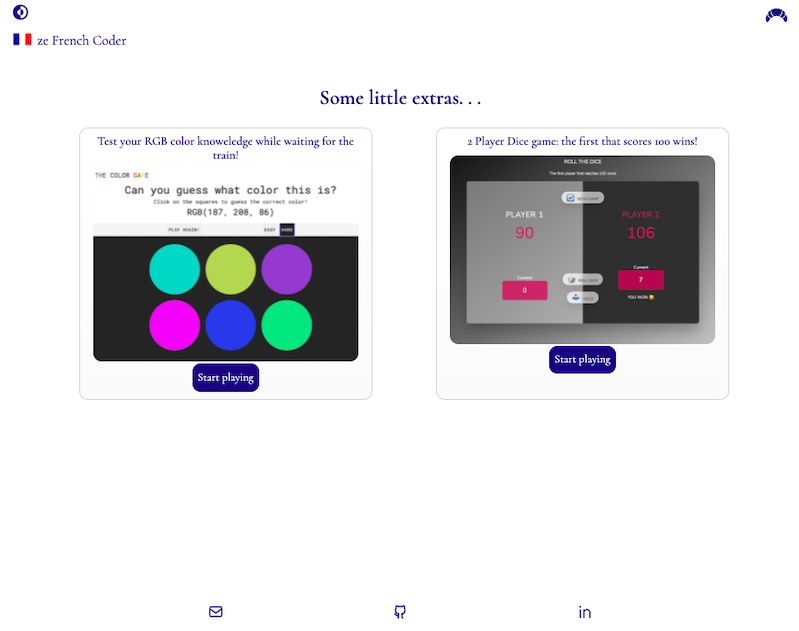 ze French Coder
Some little extras. . .
Test your RGB color knoweledge while waiting for the
train!
THE COLOR GAME
Can you guess what color this is?
Click on the squares to guess the correct color!
RGB(187, 208, 86)
PLAY AGAIN!
EASY
HARD
Start playing
2 Player Dice game: the first that scores 100 wins!
ROLL THE DICE
The first player that reaches 100 wins!
NEW GAME
PLAYER 1
90
PLAYER 2
106
Current
0
ROLL DICE
HOLD
Current
7
YOU WON
Start playing
in